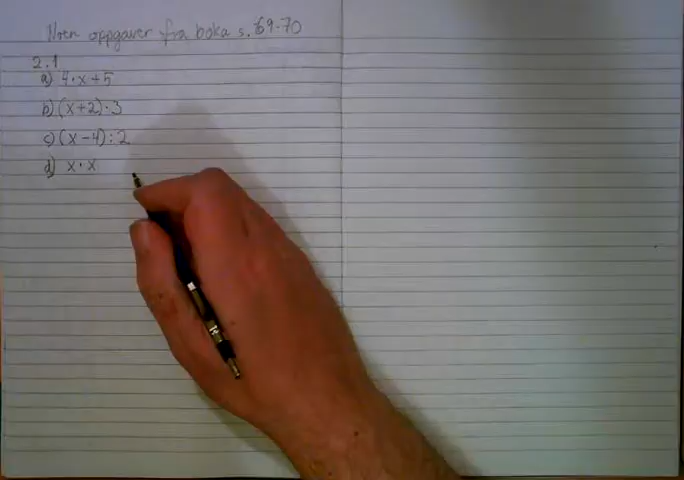 Noen oppgaver fra boka s. 69-70
2.1
a) 4·x+5
b) (x+2)·3
c) (x-4):2
d) x·x